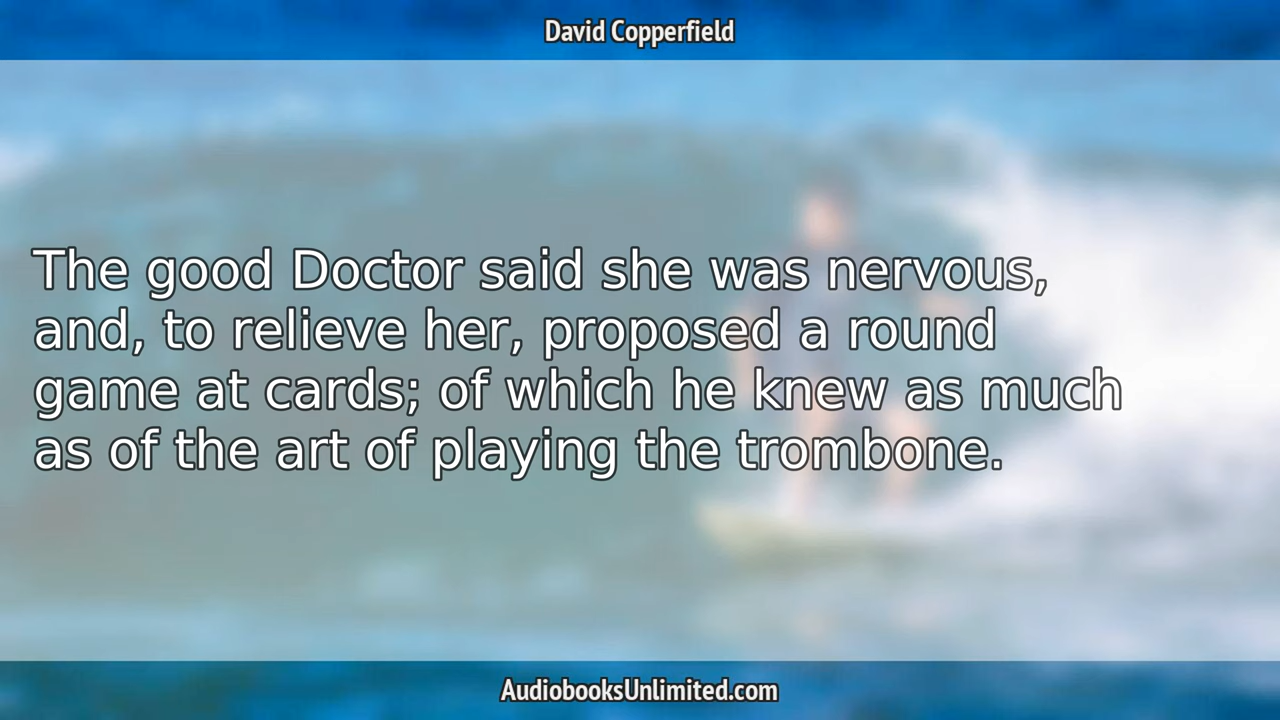 David Copperfield
The good Doctor said she was nervous,
and, to relieve her, proposed a round
game at cards; of which he knew as much
as of the art of playing the trombone.
AudiobooksUnlimited.com